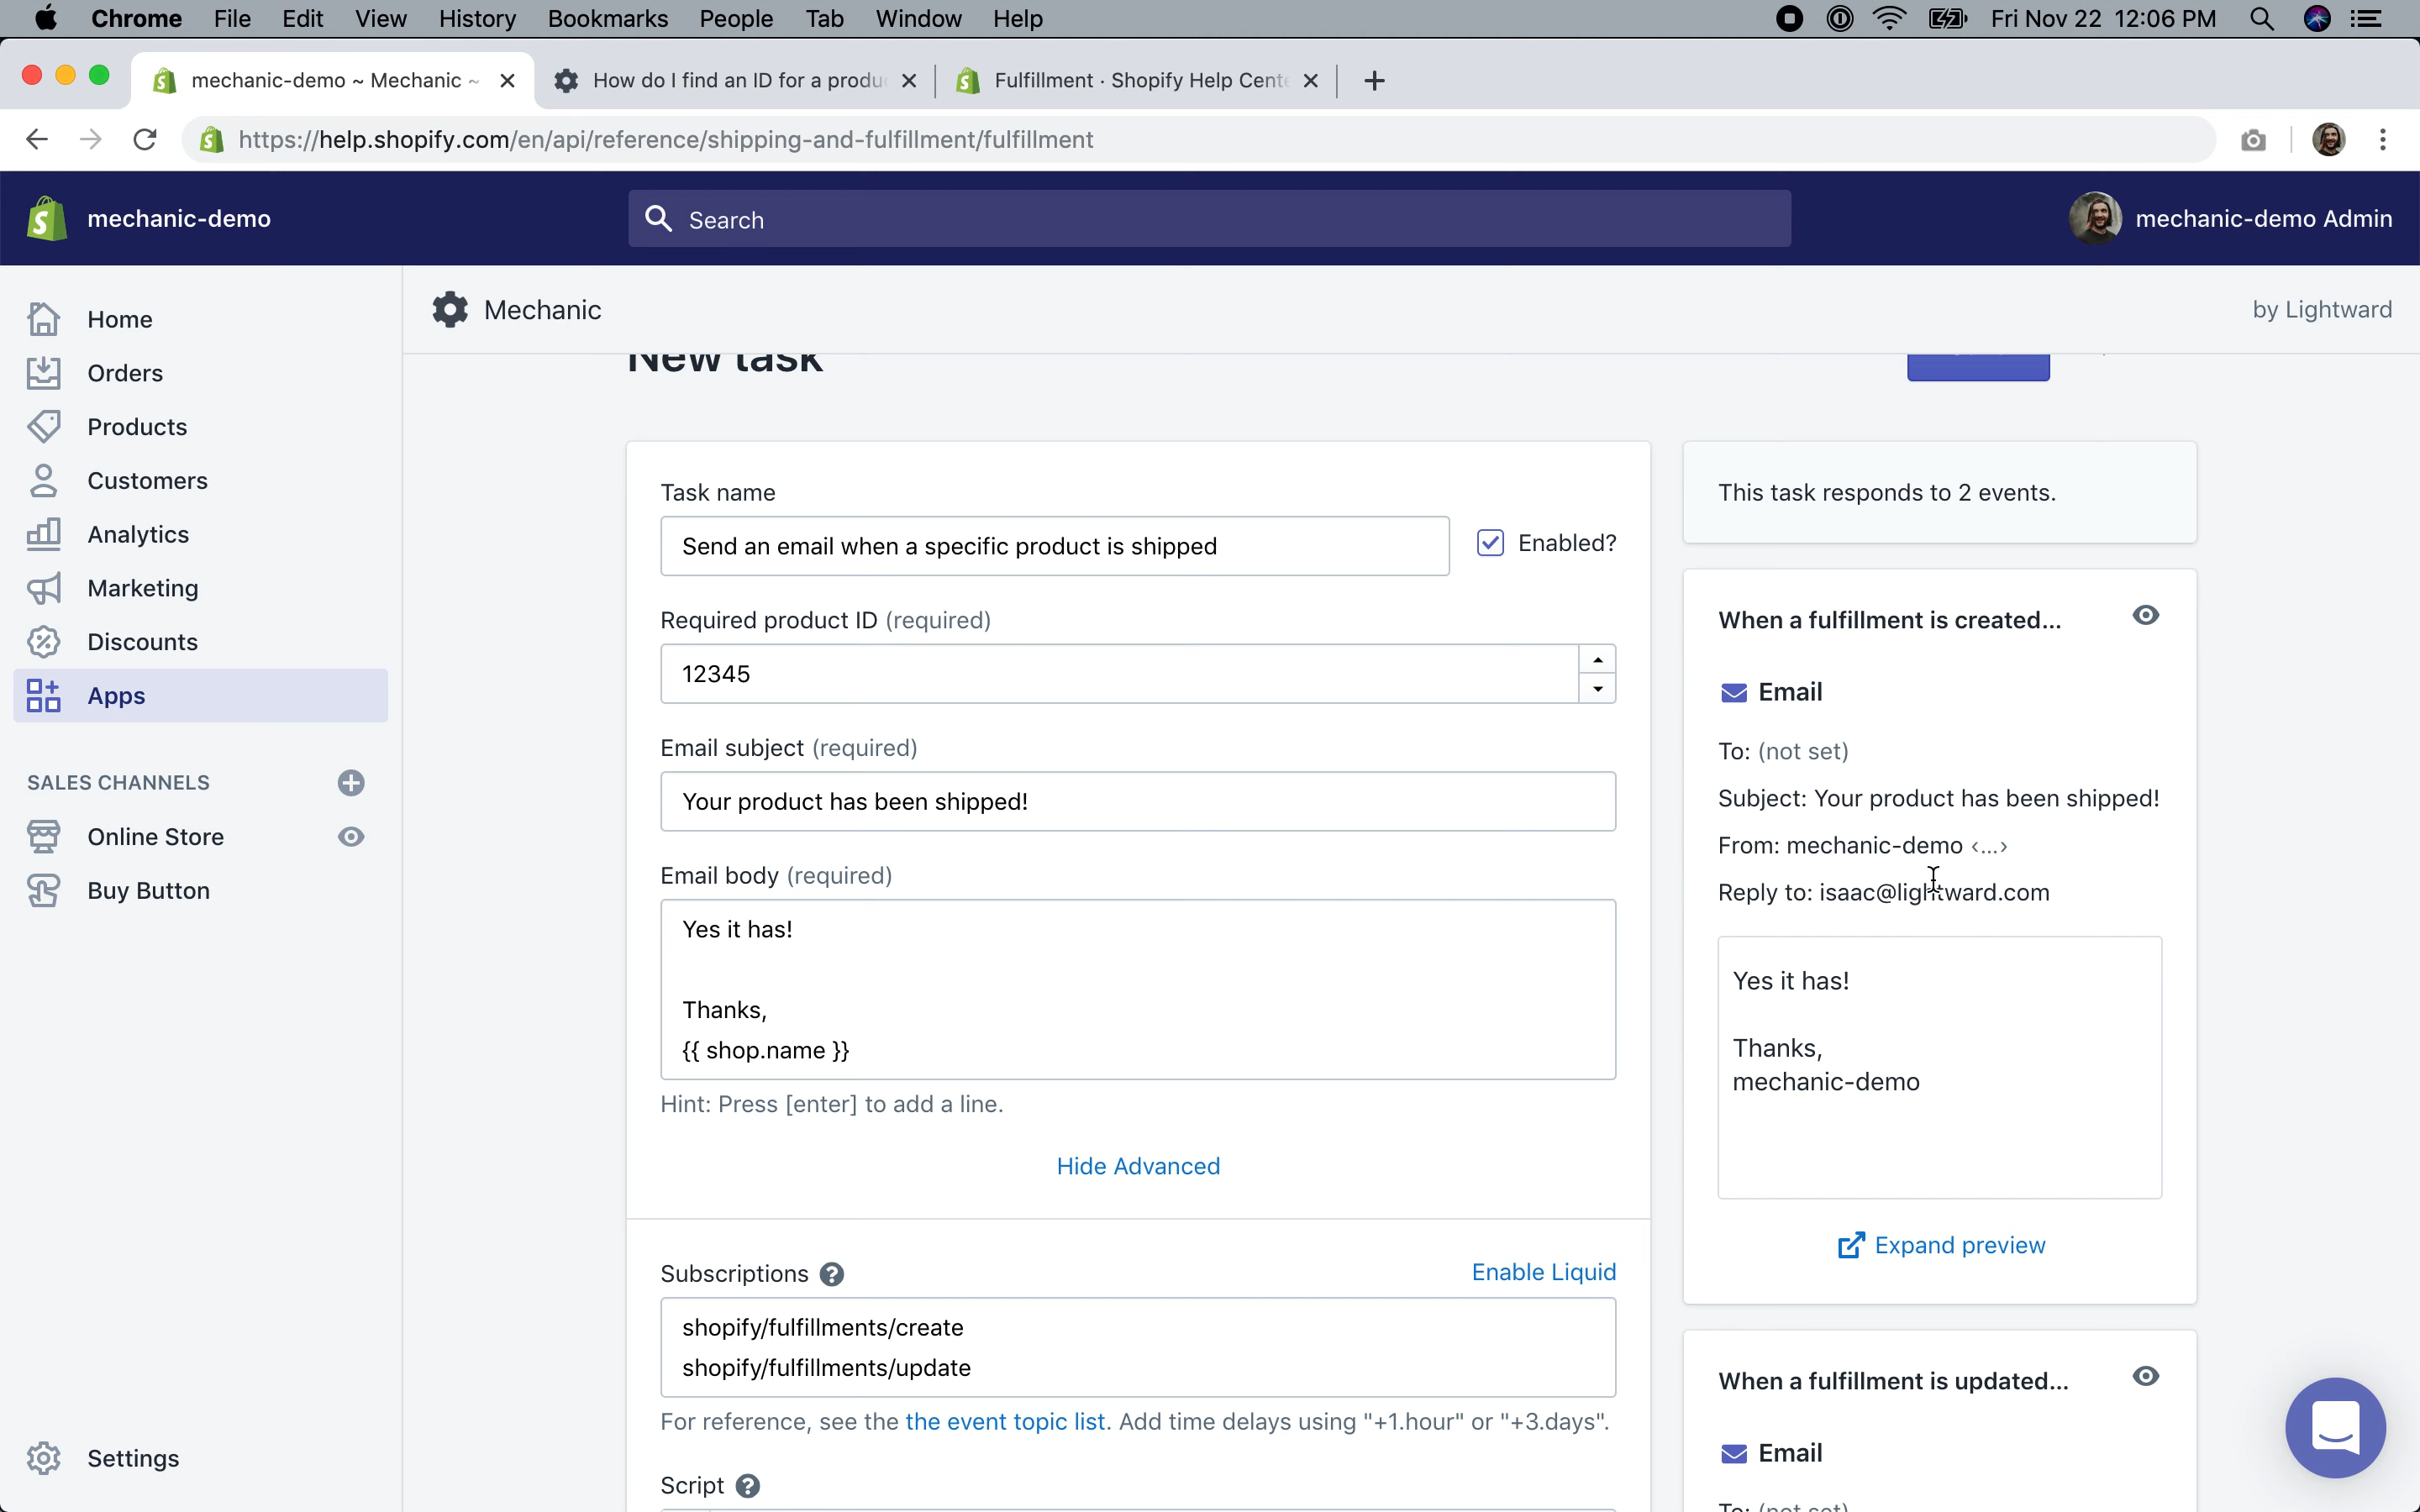 Chrome File Edit View History Bookmarks People Tab Window Help Fri Nov 22 12:06 PM
mechanic-demo ~ Mechanic ~ How do I find an ID for a produ Fulfillment · Shopify Help Cente
https://help.shopify.com/en/api/reference/shipping-and-fulfillment/fulfillment
mechanic-demo
Search
mechanic-demo Admin
Mechanic
by Lightward
Home
Orders
Products
Customers
Analytics
Marketing
Discounts
Apps
SALES CHANNELS
Online Store
Buy Button
Settings
New task
Task name
Send an email when a specific product is shipped
Enabled?
Required product ID (required)
12345
Email subject (required)
Your product has been shipped!
Email body (required)
Yes it has!
Thanks,
{{ shop.name }}
Hint: Press [enter] to add a line.
Hide Advanced
Subscriptions
Enable Liquid
shopify/fulfillments/create
shopify/fulfillments/update
For reference, see the the event topic list. Add time delays using "+1.hour" or "+3.days".
Script
This task responds to 2 events.
When a fulfillment is created...
Email
To: (not set)
Subject: Your product has been shipped!
From: mechanic-demo <...>
Reply to: isaac@lightward.com
Yes it has!
Thanks,
mechanic-demo
Expand preview
When a fulfillment is updated...
Email
To: (not set)